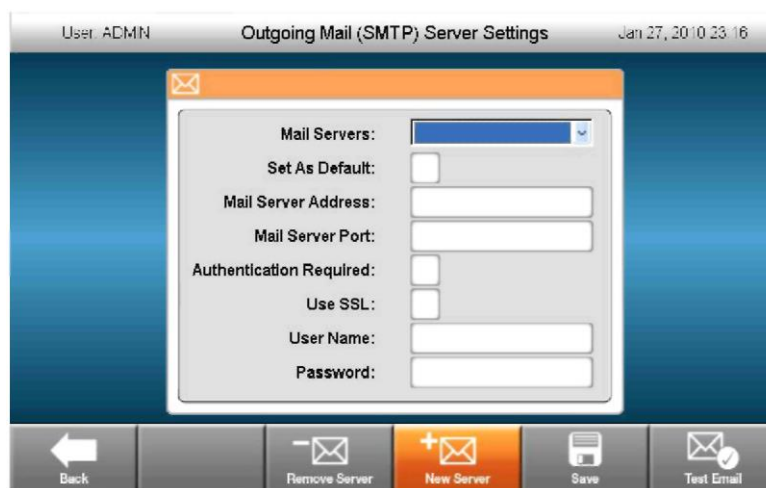 User: ADMIN Outgoing Mail (SMTP) Server Settings Jan 27, 2010 23:16
Mail Servers:
Set As Default:
Mail Server Address:
Mail Server Port:
Authentication Required:
Use SSL:
User Name:
Password:
Back Remove Server New Server Save Test Email